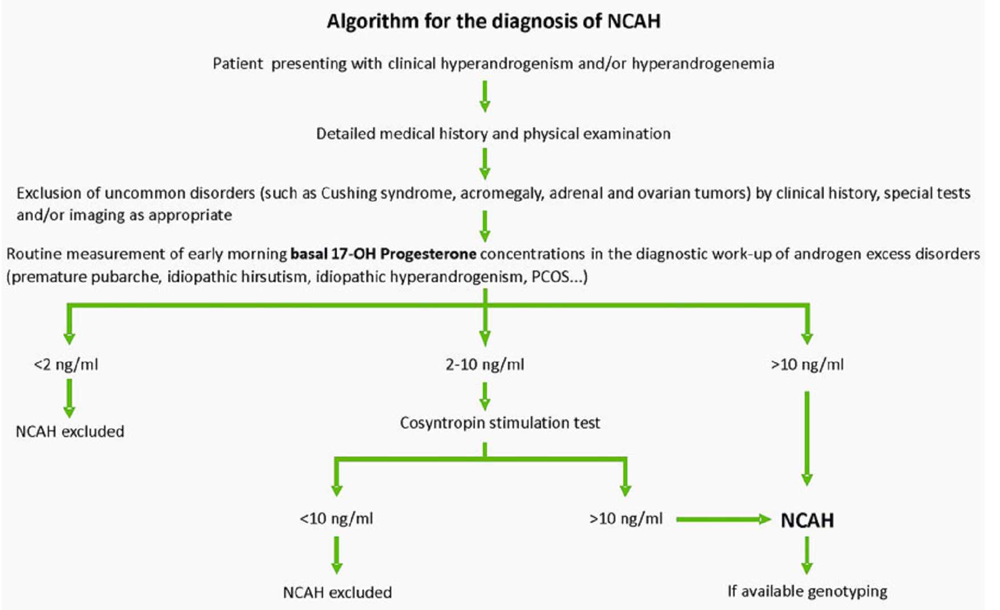 Algorithm for the diagnosis of NCAH
Patient presenting with clinical hyperandrogenism and/or hyperandrogenemia
Detailed medical history and physical examination
Exclusion of uncommon disorders (such as Cushing syndrome, acromegaly, adrenal and ovarian tumors) by clinical history, special tests
and/or imaging as appropriate
Routine measurement of early morning basal 17-OH Progesterone concentrations in the diagnostic work-up of androgen excess disorders
(premature pubarche, idiopathic hirsutism, idiopathic hyperandrogenism, PCOS...)
<2 ng/ml
2-10 ng/ml
>10 ng/ml
NCAH excluded
Cosyntropin stimulation test
<10 ng/ml
>10 ng/ml
NCAH
NCAH excluded
If available genotyping